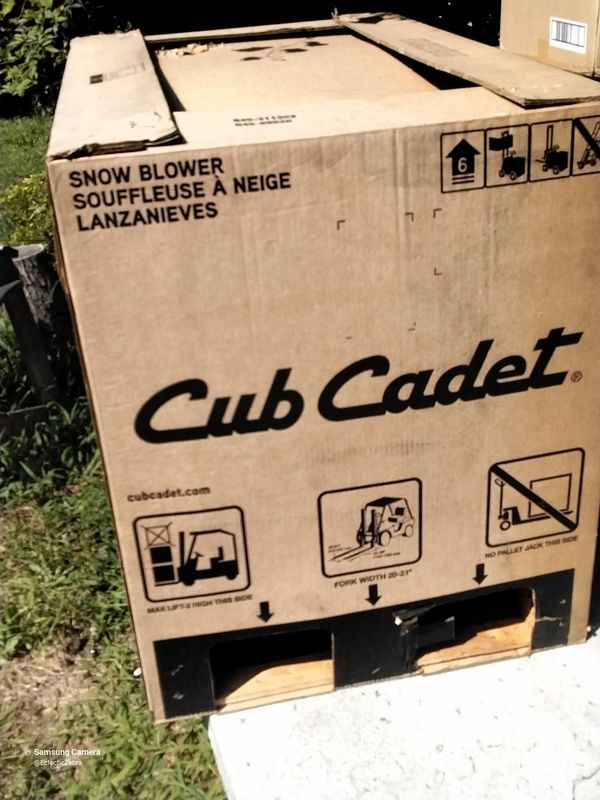 SNOW BLOWER
SOUFFLEUSE À NEIGE
LANZANIEVES
6
Cub Cadet®
cubcadet.com
MAX LIFT-2 HIGH THIS SIDE
FORK WIDTH 20-21"
NO PALLET JACK THIS SIDE
Samsung Camera
@EclecticZebra